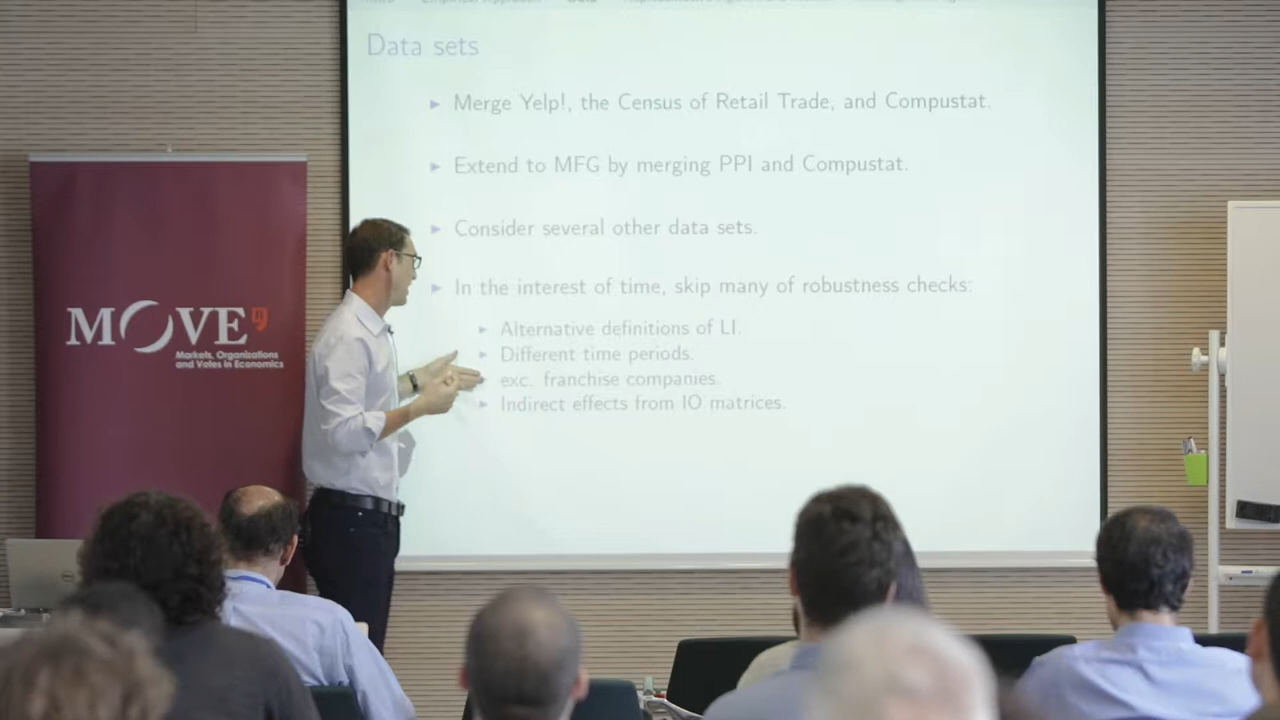 Data sets
Merge Yelp!, the Census of Retail Trade, and Compustat.
Extend to MFG by merging PPI and Compustat.
Consider several other data sets.
In the interest of time, skip many of robustness checks:
Alternative definitions of LI.
Different time periods.
exc. franchise companies.
Indirect effects from IO matrices.
MOVE
Markets, Organizations
and Votes in Economics